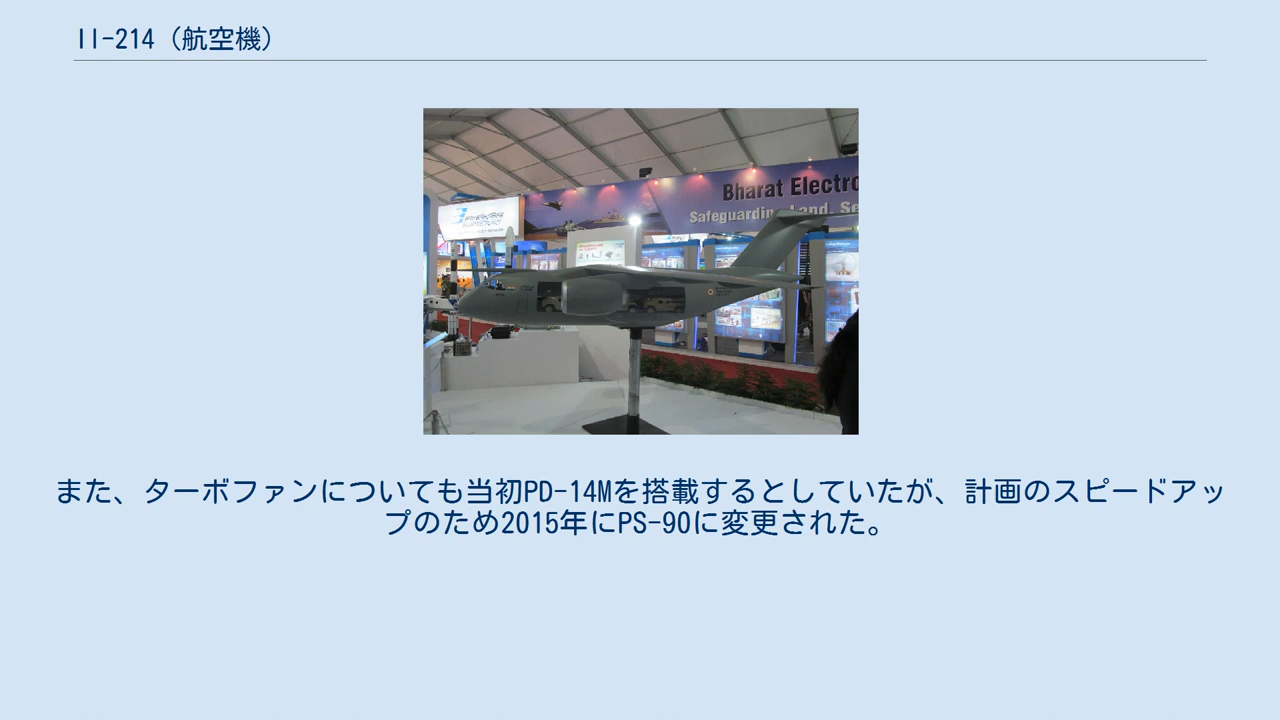 Il-214（航空機）
Bharat Electro
Safeguarding Land, Se
また、ターボファンについても当初PD-14Mを搭載するとしていたが、計画のスピードアッ
プのため2015年にPS-90に変更された。